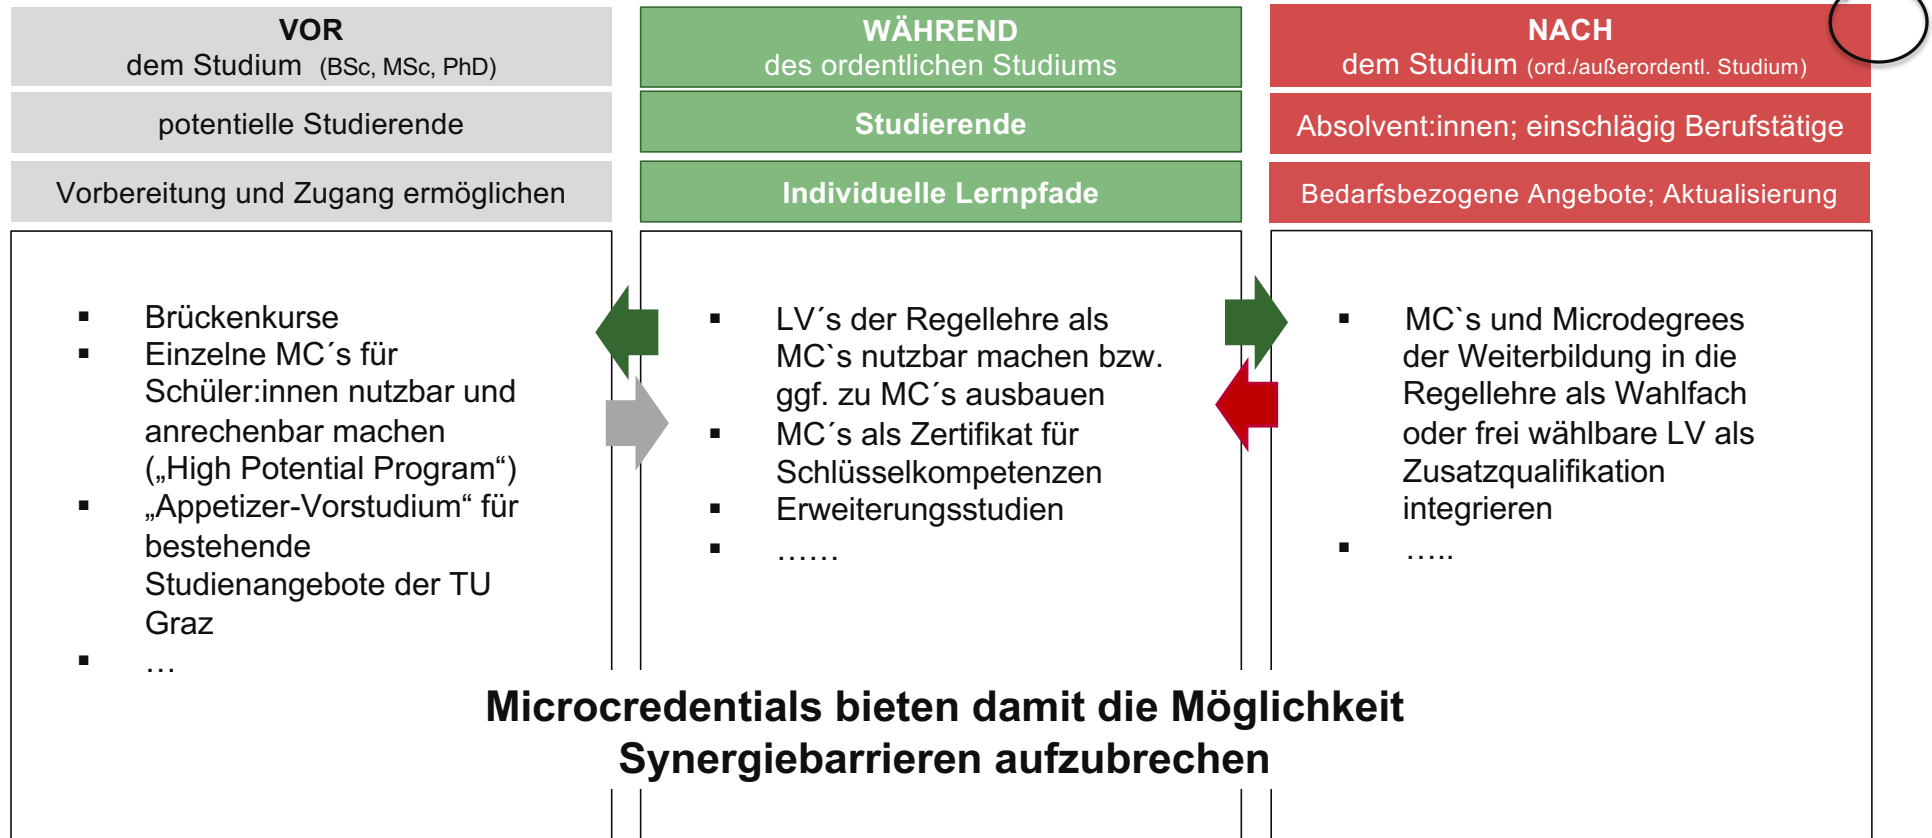 VOR
dem Studium (BSc, MSc, PhD)
potentielle Studierende
Vorbereitung und Zugang ermöglichen
▪ Brückenkurse
▪ Einzelne MC´s für
Schüler:innen nutzbar und
anrechenbar machen
(„High Potential Program“)
▪ „Appetizer-Vorstudium“ für
bestehende
Studienangebote der TU
Graz
▪ …
WÄHREND
des ordentlichen Studiums
Studierende
Individuelle Lernpfade
▪ LV´s der Regellehre als
MC`s nutzbar machen bzw.
ggf. zu MC´s ausbauen
▪ MC´s als Zertifikat für
Schlüsselkompetenzen
▪ Erweiterungsstudien
▪ ……
NACH
dem Studium (ord./außerordentl. Studium)
Absolvent:innen; einschlägig Berufstätige
Bedarfsbezogene Angebote; Aktualisierung
▪ MC`s und Microdegrees
der Weiterbildung in die
Regellehre als Wahlfach
oder frei wählbare LV als
Zusatzqualifikation
integrieren
▪ …..
Microcredentials bieten damit die Möglichkeit
Synergiebarrieren aufzubrechen